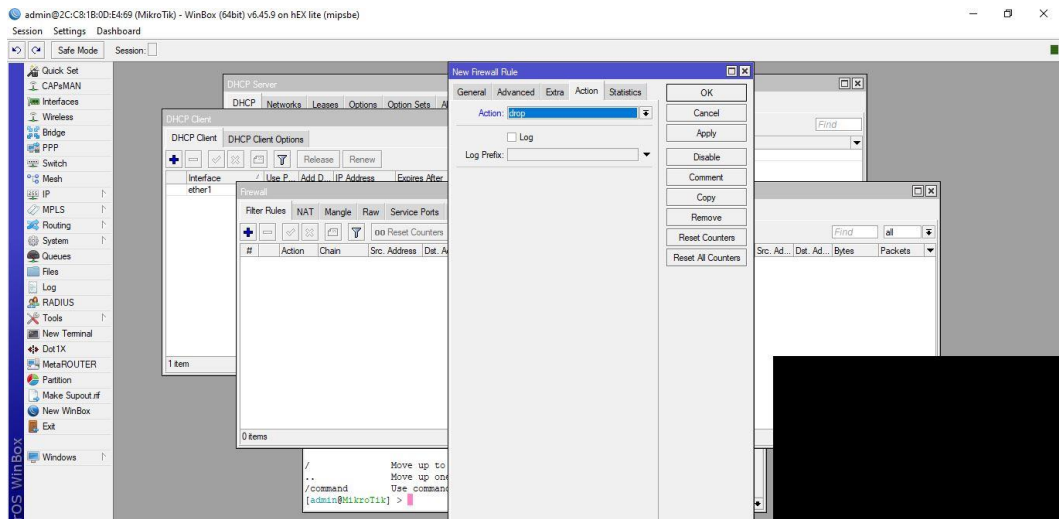 admin@2C:C8:1B:0D:E4:69 (MikroTik) - WinBox (64bit) v6.45.9 on hEX lite (mipsbe)
Session Settings Dashboard
Safe Mode Session:
Quick Set
CAPsMAN
Interfaces
Wireless
Bridge
PPP
Switch
Mesh
IP
MPLS
Routing
System
Queues
Files
Log
RADIUS
Tools
New Terminal
Dot1X
MetaROUTER
Partition
Make Supout.rif
New WinBox
Exit
Windows
rOS WinBox
DHCP Server
DHCP Networks Leases Options Option Sets
Find
DHCP Client
DHCP Client DHCP Client Options
Release Renew
Interface / Use P... Add D... IP Address Expires After
ether1
1 item
Firewall
Filter Rules NAT Mangle Raw Service Ports
00 Reset Counters
Find all
# Action Chain Src. Address Dst. A
Src. Ad... Dst. Ad... Bytes Packets
0 items
New Firewall Rule
General Advanced Extra Action Statistics
Action: drop
Log
Log Prefix:
OK
Cancel
Apply
Disable
Comment
Copy
Remove
Reset Counters
Reset All Counters
/ Move up to
.. Move up one
/command Use command
[admin@MikroTik] >